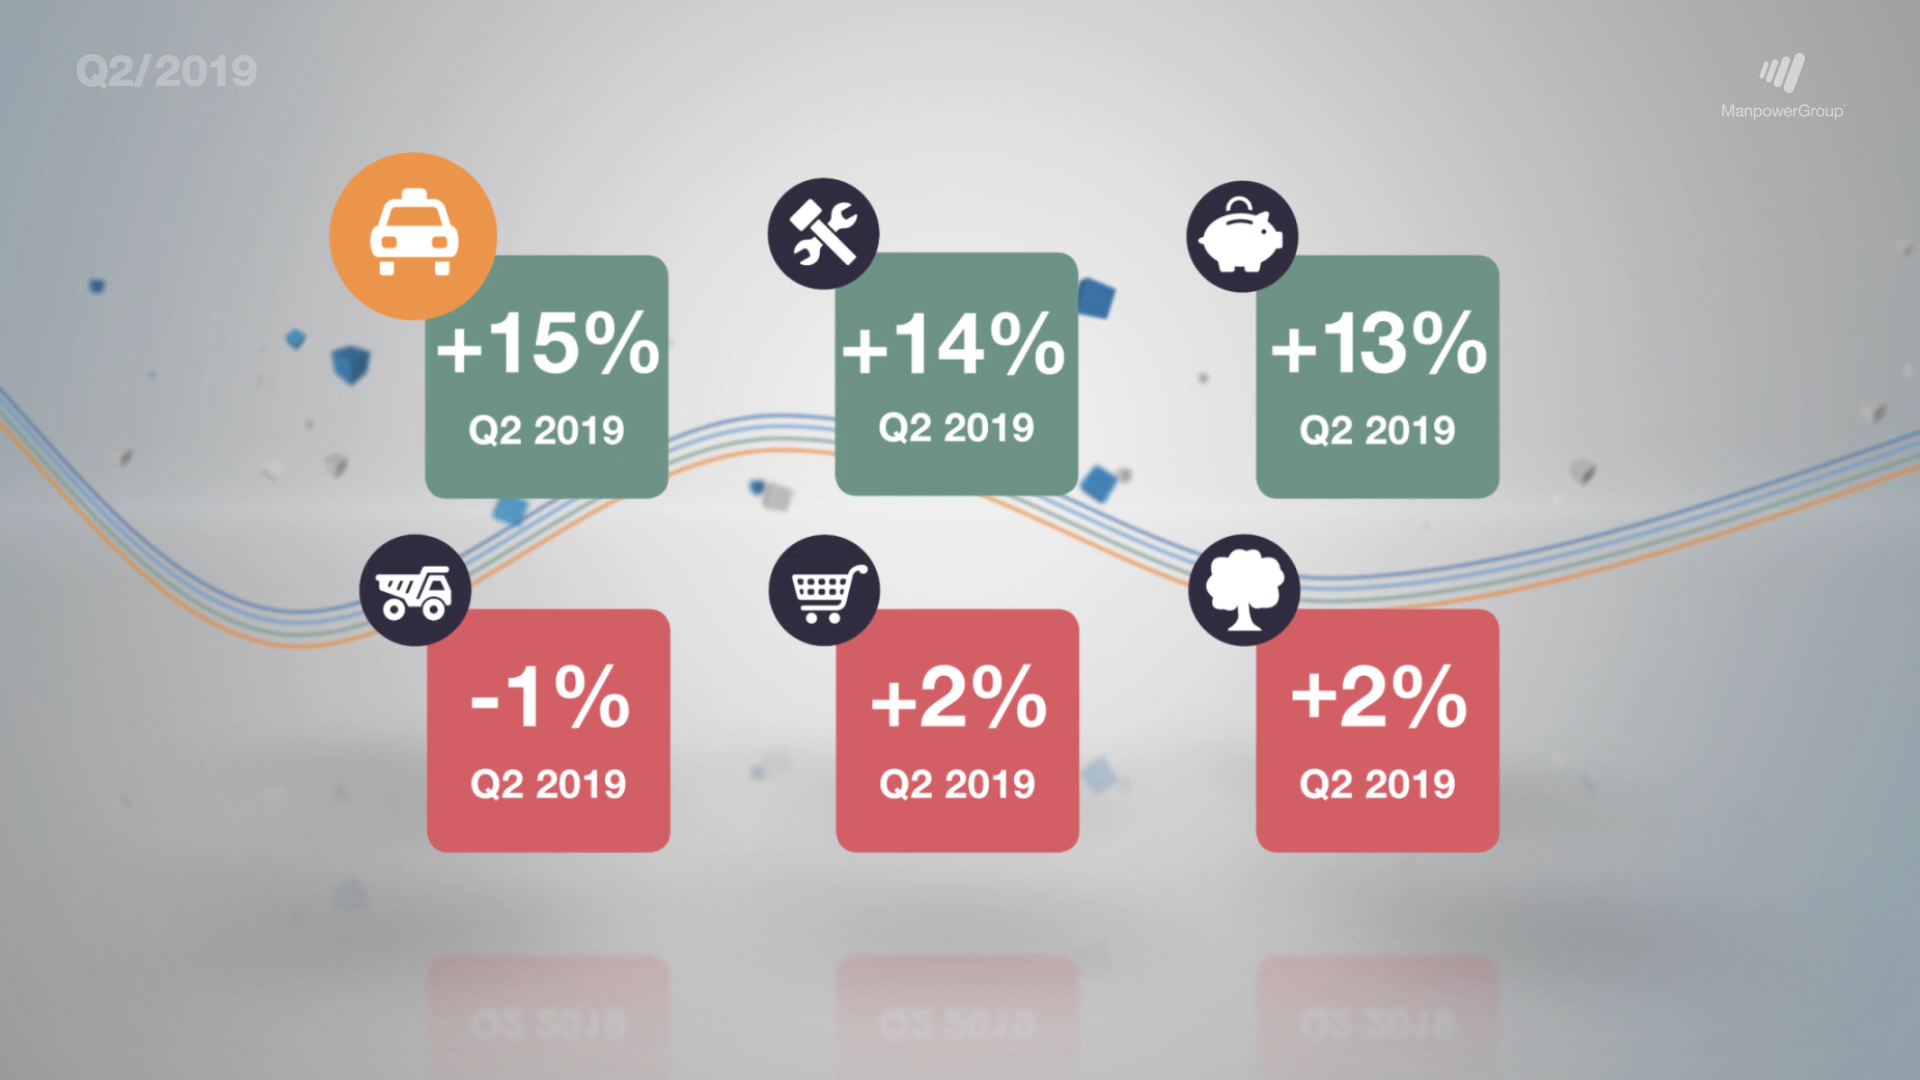 Q2/2019
ManpowerGroup
+15%
Q2 2019
+14%
Q2 2019
+13%
Q2 2019
-1%
Q2 2019
+2%
Q2 2019
+2%
Q2 2019